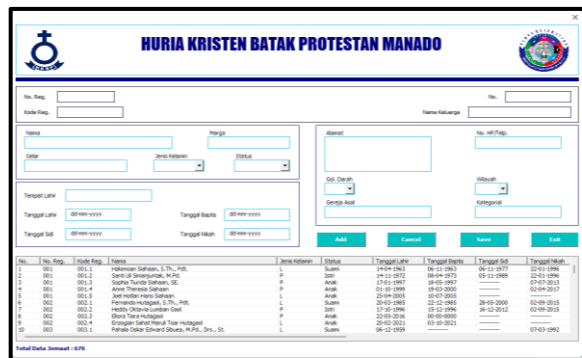 HURIA KRISTEN BATAK PROTESTAN MANADO
No. Reg. No.
Kode Reg. Nama Keluarga
Nama Marga Alamat No. HP/Telp.
Gelar Jenis Kelamin Status
Gol. Darah Wilayah
Tempat Lahir
Gereja Asal Kategorial
Tanggal Lahir dd-mm-yyyy Tanggal Baptis dd-mm-yyyy
Tanggal Sidi dd-mm-yyyy Tanggal Nikah dd-mm-yyyy
Add Cancel Save Exit
No. No. Reg. Kode Reg. Nama Jenis Kelamin Status Tanggal Lahir Tanggal Baptis Tanggal Sidi Tanggal Nikah
1 001 001.1 Halomoan Siahaan, S.Th., Pdt. L Suami 14-04-1963 06-11-1963 06-11-1977 22-01-1996
2 001 001.2 Santi Uli Simanjuntak, M.Pd. P Istri 14-11-1972 08-04-1973 05-11-1989 22-01-1996
3 001 001.3 Sophia Tiurida Siahaan, SE. P Anak 17-01-1997 18-05-1997 07-07-2013
4 001 001.4 Anne Theresia Siahaan P Anak 01-10-1999 19-03-2000 02-04-2017
5 001 001.5 Joel Hotlan Haris Siahaan L Anak 25-04-2005 10-07-2005
6 002 002.1 Fernando Hutagaol, S.Th., Pdt. L Suami 20-03-1985 22-12-1985 28-05-2000 02-09-2015
7 002 002.2 Heddy Oktavia Lumban Gaol P Istri 17-10-1996 15-12-1996 16-12-2012 02-09-2015
8 002 002.3 Eliora Tiara Hutagaol P Anak 22-05-2016 00-00-0000
9 002 002.4 Erzogan Sahat Maruli Toar Hutagaol L Anak 20-02-2021 03-10-2021
10 003 003.1 Pahala Oskar Edward Sibuea, M.Pd., Drs., St. L Suami 06-12-1959 07-03-1992
Total Data Jemaat : 676